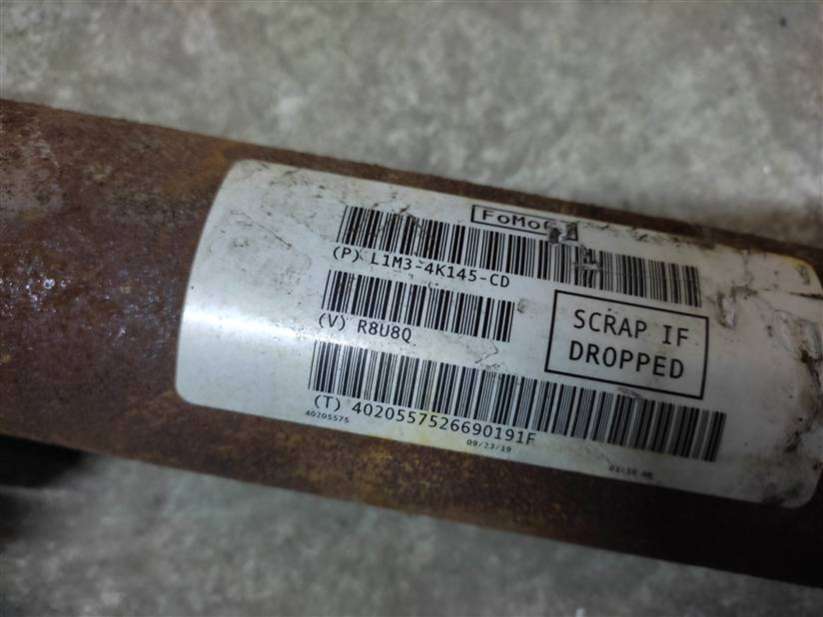 FoMoCo
(P) L1M3-4K145-CD
(V) R8U8Q
SCRAP IF
DROPPED
(T) 4020557526690191F
40205575
09/23/19